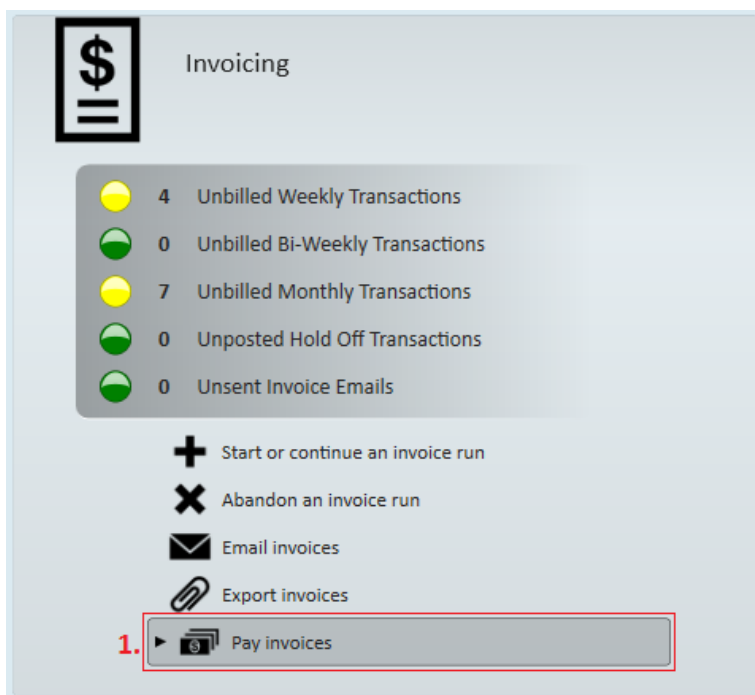 Invoicing
4 Unbilled Weekly Transactions
0 Unbilled Bi-Weekly Transactions
7 Unbilled Monthly Transactions
0 Unposted Hold Off Transactions
0 Unsent Invoice Emails
Start or continue an invoice run
Abandon an invoice run
Email invoices
Export invoices
1. Pay invoices